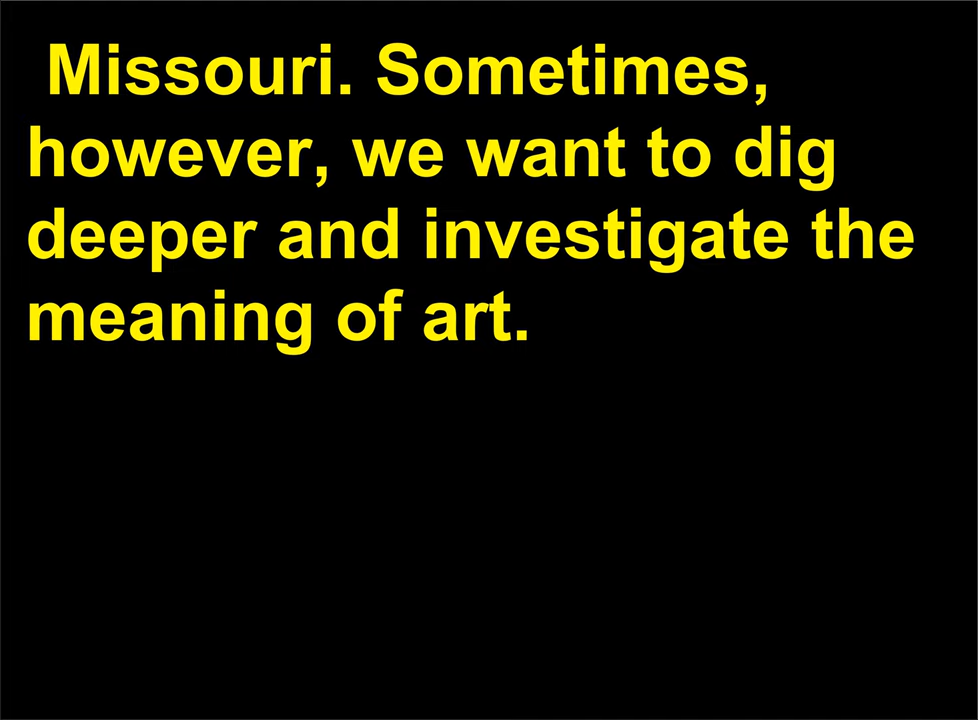 Missouri. Sometimes,
however, we want to dig
deeper and investigate the
meaning of art.